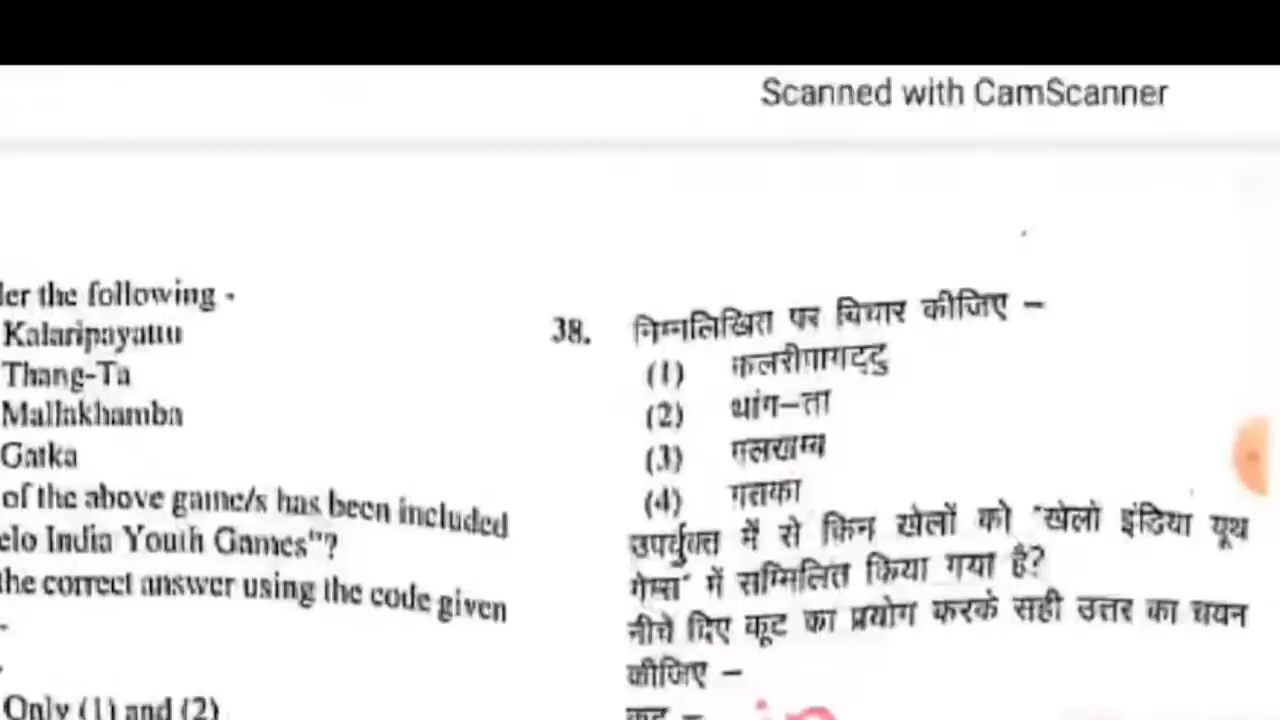 Scanned with CamScanner
ler the following -
Kalaripayattu
Thang-Ta
Mallakhamba
Gatka
of the above game/s has been included
elo India Youth Games"?
the correct answer using the code given
Only (1) and (2)
38. निम्नलिखित पर विचार कीजिए –
(1) कलरीपायट्टु
(2) थांग–ता
(3) मलखाम्ब
(4) गतका
उपर्युक्त में से किन खेलों को "खेलो इंडिया यूथ
गेम्स" में सम्मिलित किया गया है?
नीचे दिए कूट का प्रयोग करके सही उत्तर का चयन
कीजिए –
कूट –